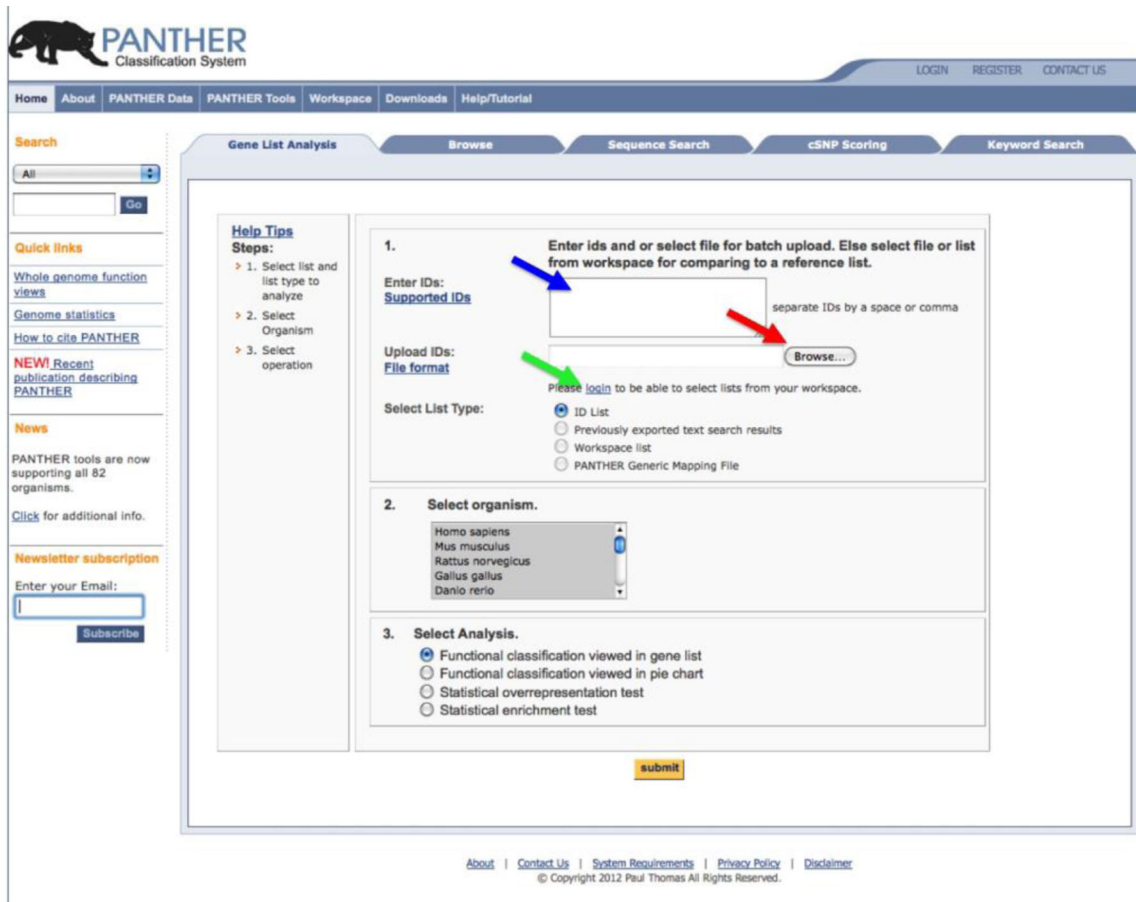 PANTHER
Classification System
LOGIN REGISTER CONTACT US
Home About PANTHER Data PANTHER Tools Workspace Downloads Help/Tutorial
Search
All
Go
Quick links
Whole genome function
views
Genome statistics
How to cite PANTHER
NEW! Recent
publication describing
PANTHER
News
PANTHER tools are now
supporting all 82
organisms.
Click for additional info.
Newsletter subscription
Enter your Email:
Subscribe
Gene List Analysis Browse Sequence Search cSNP Scoring Keyword Search
Help Tips
Steps:
1. Select list and
list type to
analyze
2. Select
Organism
3. Select
operation
1. Enter ids and or select file for batch upload. Else select file or list
from workspace for comparing to a reference list.
Enter IDs:
Supported IDs
separate IDs by a space or comma
Upload IDs:
File format
Browse...
Please login to be able to select lists from your workspace.
Select List Type:
ID List
Previously exported text search results
Workspace list
PANTHER Generic Mapping File
2. Select organism.
Homo sapiens
Mus musculus
Rattus norvegicus
Gallus gallus
Danio rerio
3. Select Analysis.
Functional classification viewed in gene list
Functional classification viewed in pie chart
Statistical overrepresentation test
Statistical enrichment test
submit
About | Contact Us | System Requirements | Privacy Policy | Disclaimer
© Copyright 2012 Paul Thomas All Rights Reserved.